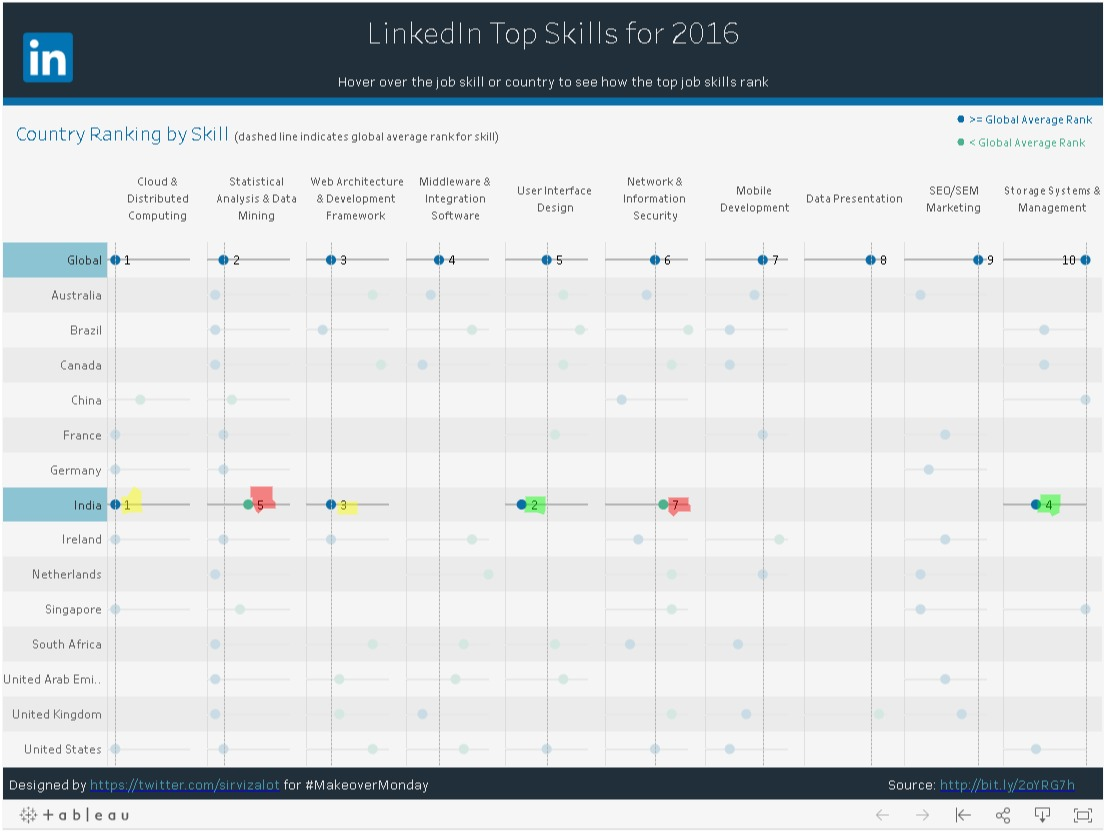 in
LinkedIn Top Skills for 2016
Hover over the job skill or country to see how the top job skills rank
Country Ranking by Skill (dashed line indicates global average rank for skill)
>= Global Average Rank
< Global Average Rank
Cloud &
Distributed
Computing
Statistical
Analysis & Data
Mining
Web Architecture
& Development
Framework
Middleware &
Integration
Software
User Interface
Design
Network &
Information
Security
Mobile
Development
Data Presentation
SEO/SEM
Marketing
Storage Systems &
Management
Global 1 2 3 4 5 6 7 8 9 10
Australia
Brazil
Canada
China
France
Germany
India 1 5 3 2 7 4
Ireland
Netherlands
Singapore
South Africa
United Arab Emi..
United Kingdom
United States
Designed by https://twitter.com/sirvizalot for #MakeoverMonday
Source: http://bit.ly/2oYRG7h
+ableau